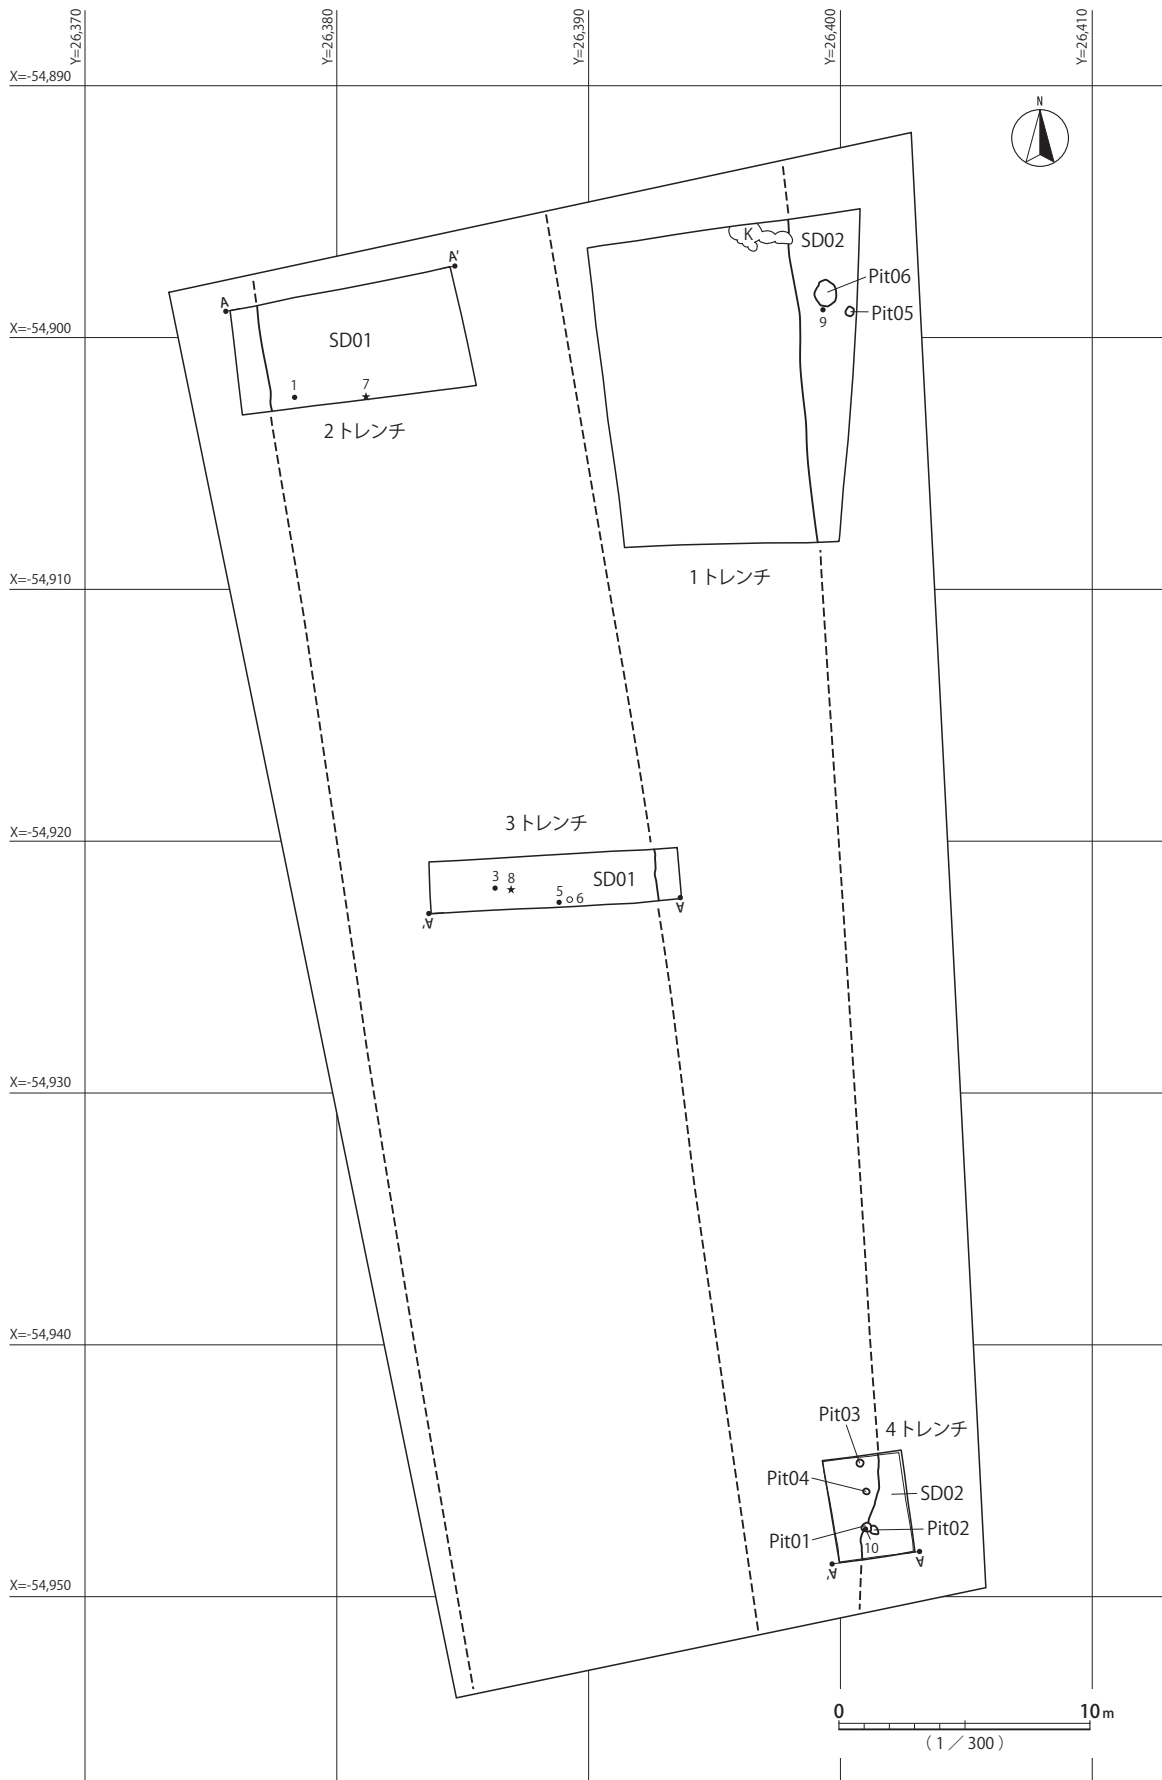 Y=26,370
Y=26,380
Y=26,390
Y=26,400
Y=26,410
X=-54,890
N
K
SD02
A
A'
Pit06
Pit05
9
X=-54,900
SD01
1
7
2トレンチ
X=-54,910
1トレンチ
3トレンチ
X=-54,920
3
8
5
6
SD01
A'
A
X=-54,930
X=-54,940
Pit03
4トレンチ
Pit04
SD02
Pit01
Pit02
10
A'
A
X=-54,950
0
10m
(1/300)